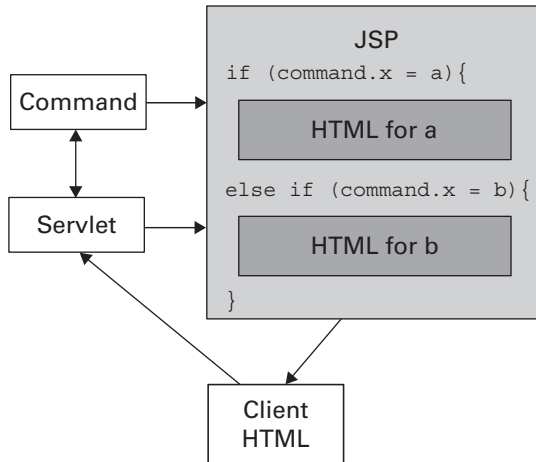 JSP
if (command.x = a){
HTML for a
else if (command.x = b){
HTML for b
}
Command
Servlet
Client
HTML